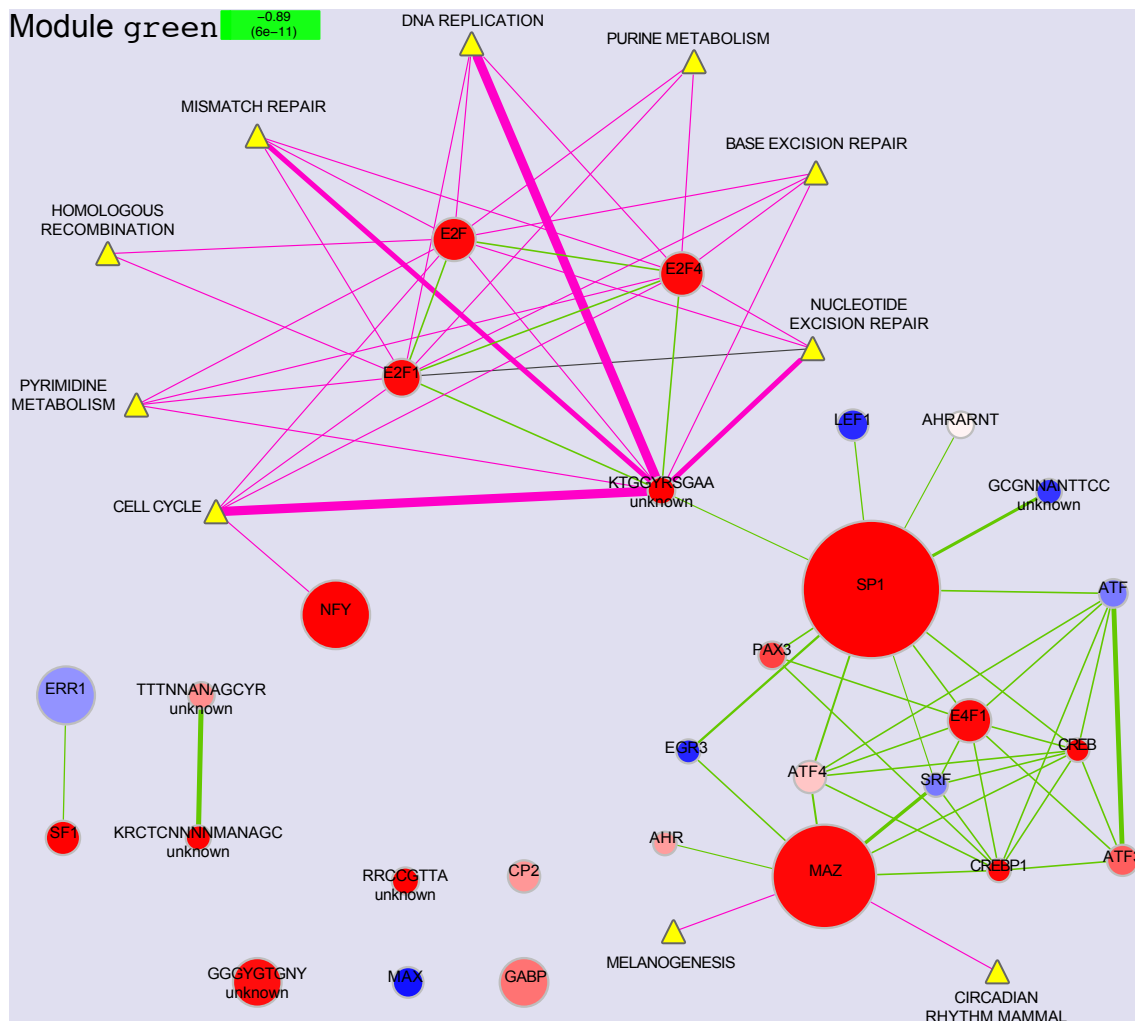 Module green
-0.89
(6e-11)
DNA REPLICATION
PURINE METABOLISM
MISMATCH REPAIR
BASE EXCISION REPAIR
HOMOLOGOUS
RECOMBINATION
E2F
E2F4
NUCLEOTIDE
EXCISION REPAIR
E2F1
PYRIMIDINE
METABOLISM
LEF1
AHRARNT
KTGGYRSGAA
unknown
GCGNNANTTCC
unknown
CELL CYCLE
SP1
ATF
NFY
PAX3
ERR1
TTTNNANAGCYR
unknown
E4F1
EGR3
CREB
ATF4
SRF
SF1
KRCTCNNNNMANAGC
unknown
AHR
MAZ
CREBP1
RRCCGTTA
unknown
CP2
MELANOGENESIS
GGGYGTGNY
unknown
MAX
GABP
CIRCADIAN
RHYTHM MAMMAL